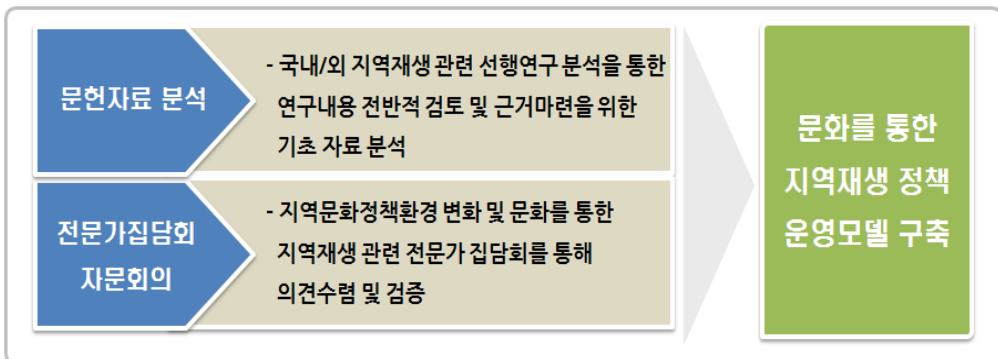 문헌자료 분석
- 국내/외 지역재생 관련 선행연구 분석을 통한
연구내용 전반적 검토 및 근거마련을 위한
기초 자료 분석
전문가집담회
자문회의
- 지역문화정책환경 변화 및 문화를 통한
지역재생 관련 전문가 집담회를 통해
의견수렴 및 검증
문화를 통한
지역재생 정책
운영모델 구축